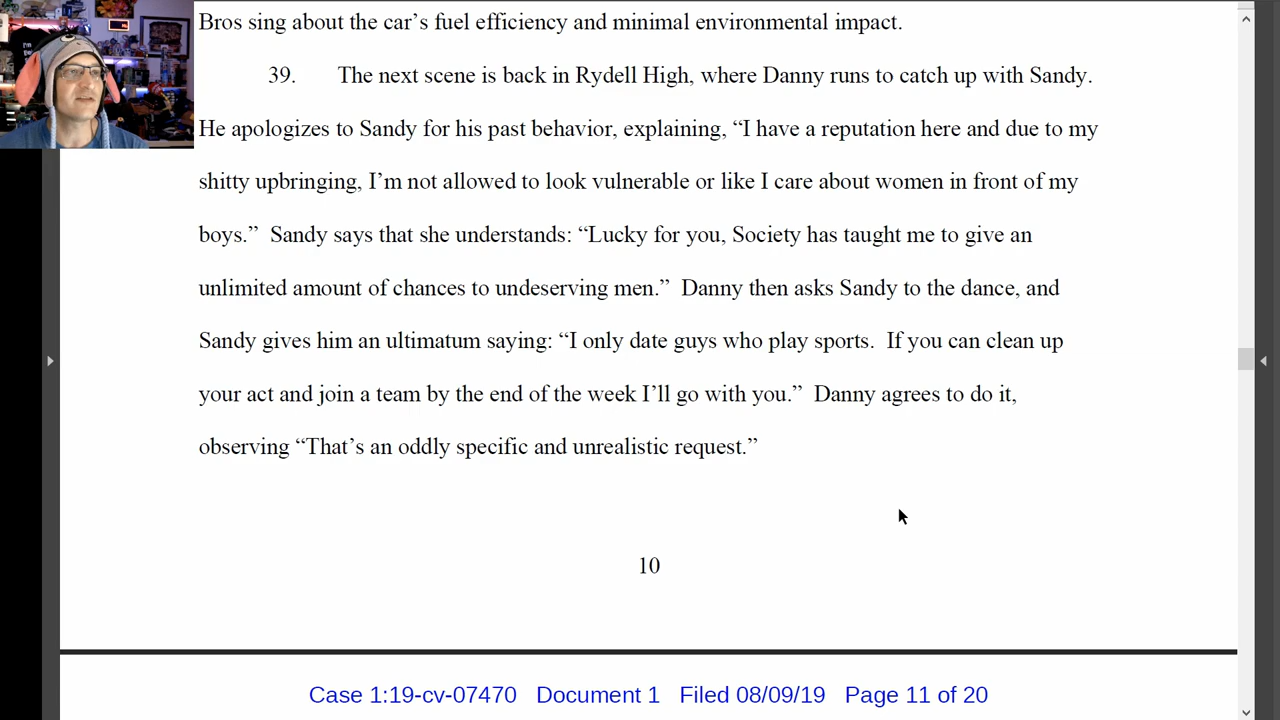 Bros sing about the car’s fuel efficiency and minimal environmental impact.
39. The next scene is back in Rydell High, where Danny runs to catch up with Sandy.
He apologizes to Sandy for his past behavior, explaining, “I have a reputation here and due to my
shitty upbringing, I’m not allowed to look vulnerable or like I care about women in front of my
boys.” Sandy says that she understands: “Lucky for you, Society has taught me to give an
unlimited amount of chances to undeserving men.” Danny then asks Sandy to the dance, and
Sandy gives him an ultimatum saying: “I only date guys who play sports. If you can clean up
your act and join a team by the end of the week I’ll go with you.” Danny agrees to do it,
observing “That’s an oddly specific and unrealistic request.”
10
Case 1:19-cv-07470 Document 1 Filed 08/09/19 Page 11 of 20